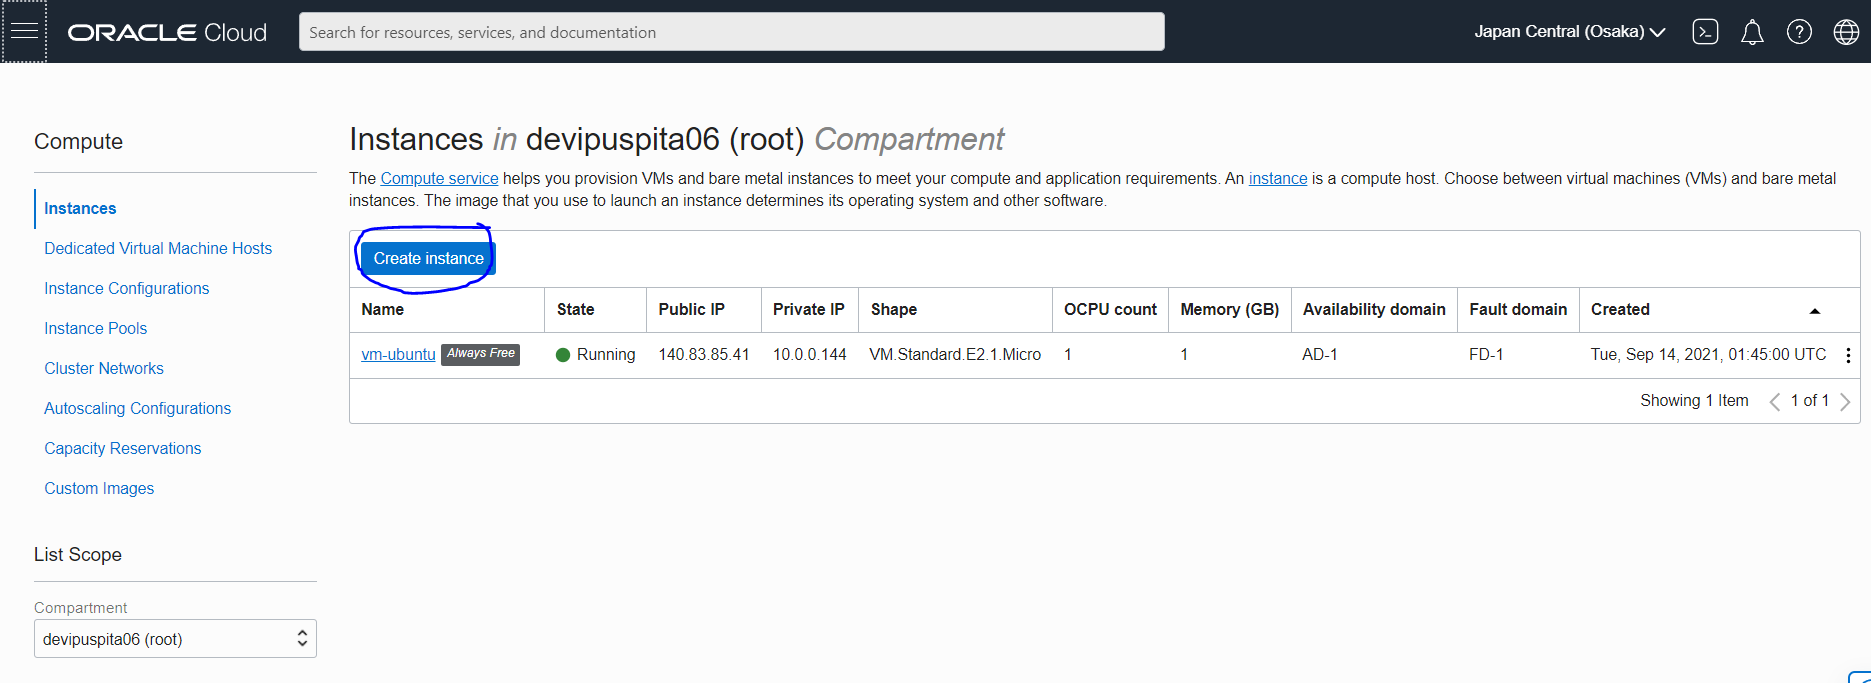 ORACLE Cloud
Search for resources, services, and documentation
Japan Central (Osaka)
Compute
Instances
Dedicated Virtual Machine Hosts
Instance Configurations
Instance Pools
Cluster Networks
Autoscaling Configurations
Capacity Reservations
Custom Images
List Scope
Compartment
devipuspita06 (root)
Instances in devipuspita06 (root) Compartment
The Compute service helps you provision VMs and bare metal instances to meet your compute and application requirements. An instance is a compute host. Choose between virtual machines (VMs) and bare metal
instances. The image that you use to launch an instance determines its operating system and other software.
Create instance
Name State Public IP Private IP Shape OCPU count Memory (GB) Availability domain Fault domain Created
vm-ubuntu Always Free Running 140.83.85.41 10.0.0.144 VM.Standard.E2.1.Micro 1 1 AD-1 FD-1 Tue, Sep 14, 2021, 01:45:00 UTC
Showing 1 Item 1 of 1